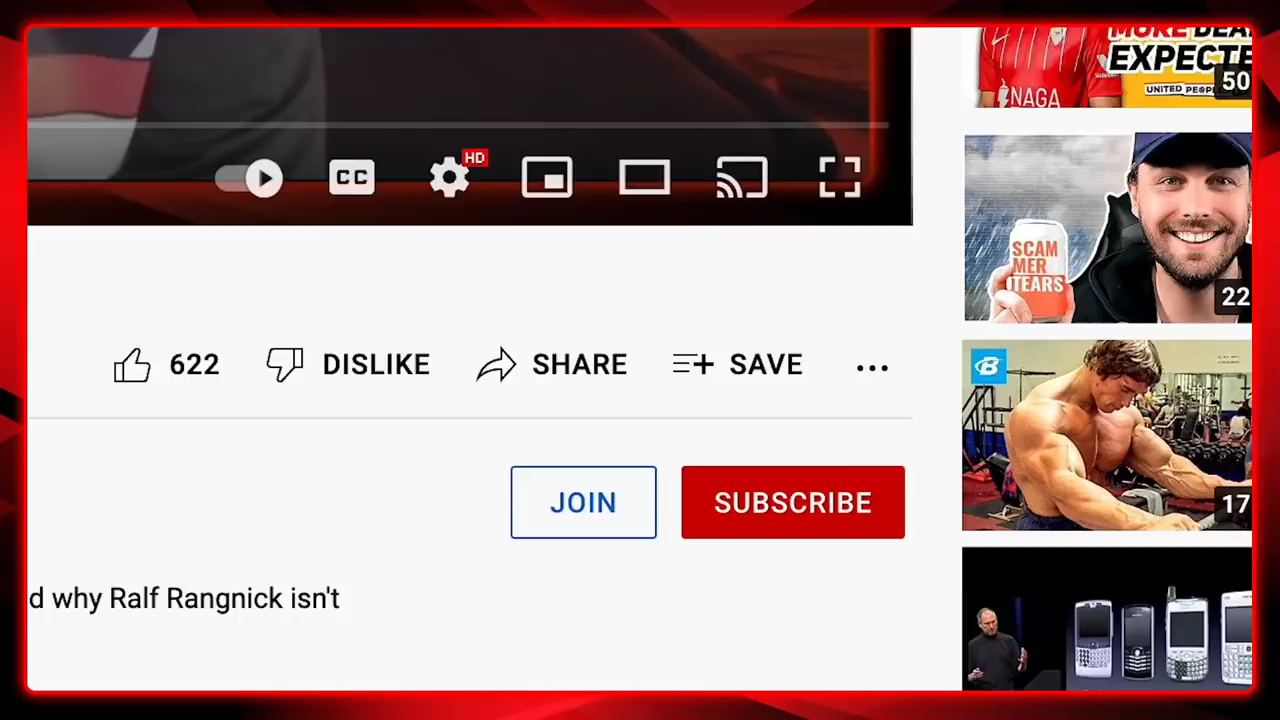 MORE DEA
EXPECTE
UNITED PEOPL
50
NAGA
HD
CC
SCAM
MER
TEARS
22
622
DISLIKE
SHARE
SAVE
B
17
JOIN
SUBSCRIBE
d why Ralf Rangnick isn't